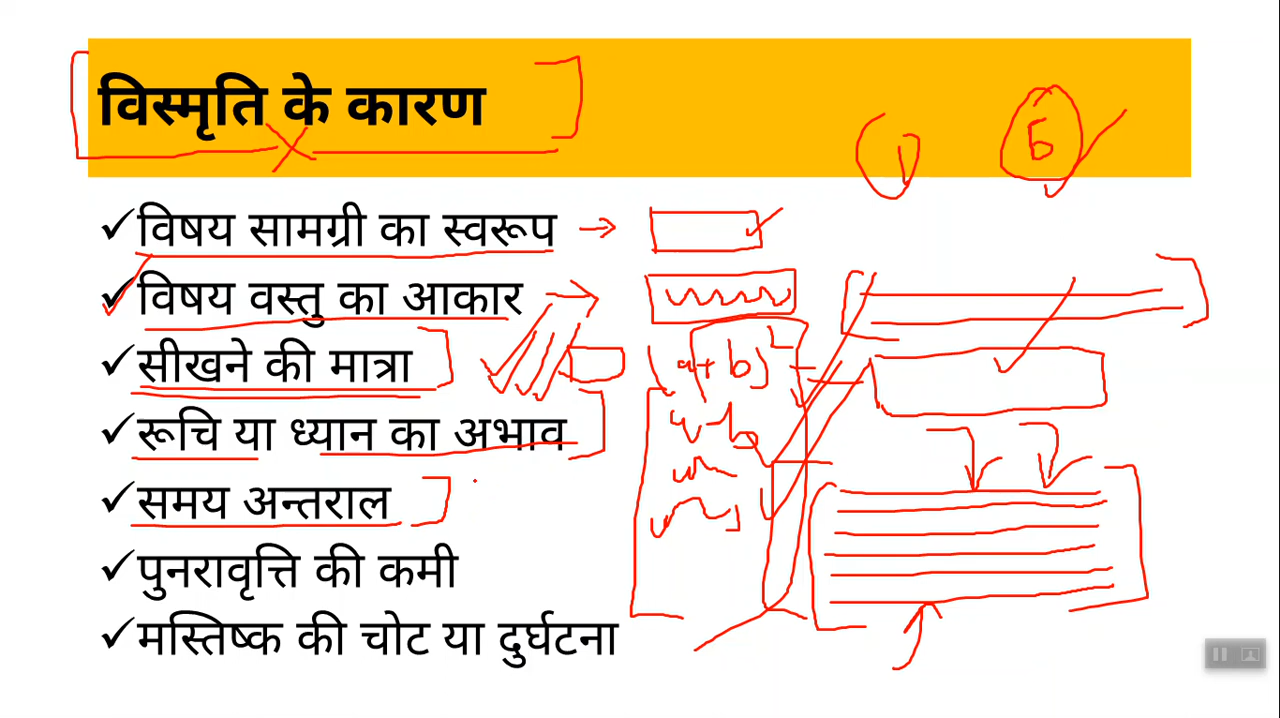 विस्मृति के कारण
✓विषय सामग्री का स्वरूप
✓विषय वस्तु का आकार
✓सीखने की मात्रा
✓रूचि या ध्यान का अभाव
✓समय अन्तराल
✓पुनरावृत्ति की कमी
✓मस्तिष्क की चोट या दुर्घटना
a+b